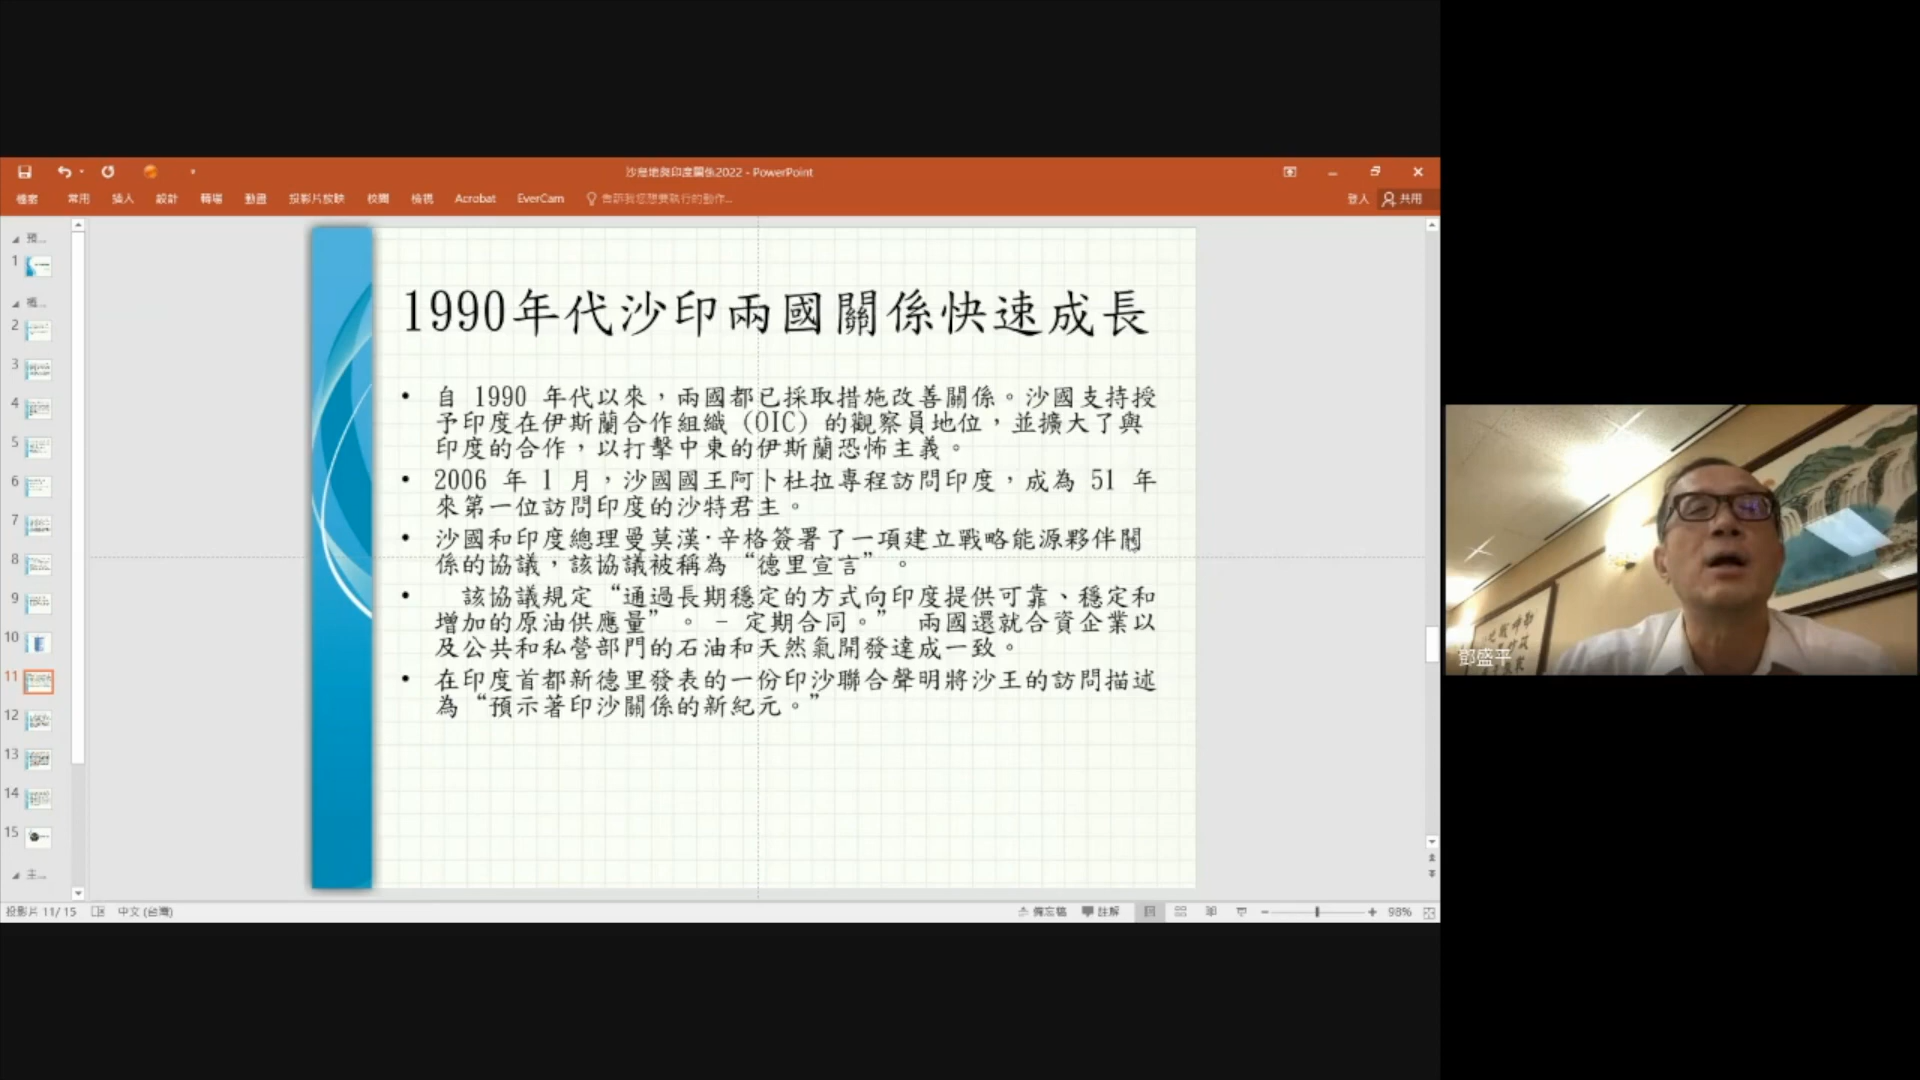 沙烏地與印度關係2022 - PowerPoint
檔案 常用 插入 設計 轉場 動畫 投影片放映 校閱 檢視 Acrobat EverCam 告訴我您想要執行的動作... 登入 共用
1990年代沙印兩國關係快速成長
• 自 1990 年代以來，兩國都已採取措施改善關係。沙國支持授
予印度在伊斯蘭合作組織 (OIC) 的觀察員地位，並擴大了與
印度的合作，以打擊中東的伊斯蘭恐怖主義。
• 2006 年 1 月，沙國國王阿卜杜拉專程訪問印度，成為 51 年
來第一位訪問印度的沙特君主。
• 沙國和印度總理曼莫漢·辛格簽署了一項建立戰略能源夥伴關
係的協議，該協議被稱為“德里宣言”。
• 該協議規定“通過長期穩定的方式向印度提供可靠、穩定和
增加的原油供應量”。 - 定期合同。” 兩國還就合資企業以
及公共和私營部門的石油和天然氣開發達成一致。
• 在印度首都新德里發表的一份印沙聯合聲明將沙王的訪問描述
為“預示著印沙關係的新紀元。”
預...
1
2
3
4
5
6
7
8
9
10
11
12
13
14
15
主...
投影片 11/15 中文 (台灣) 備忘稿 註解 98%
鄧盛平